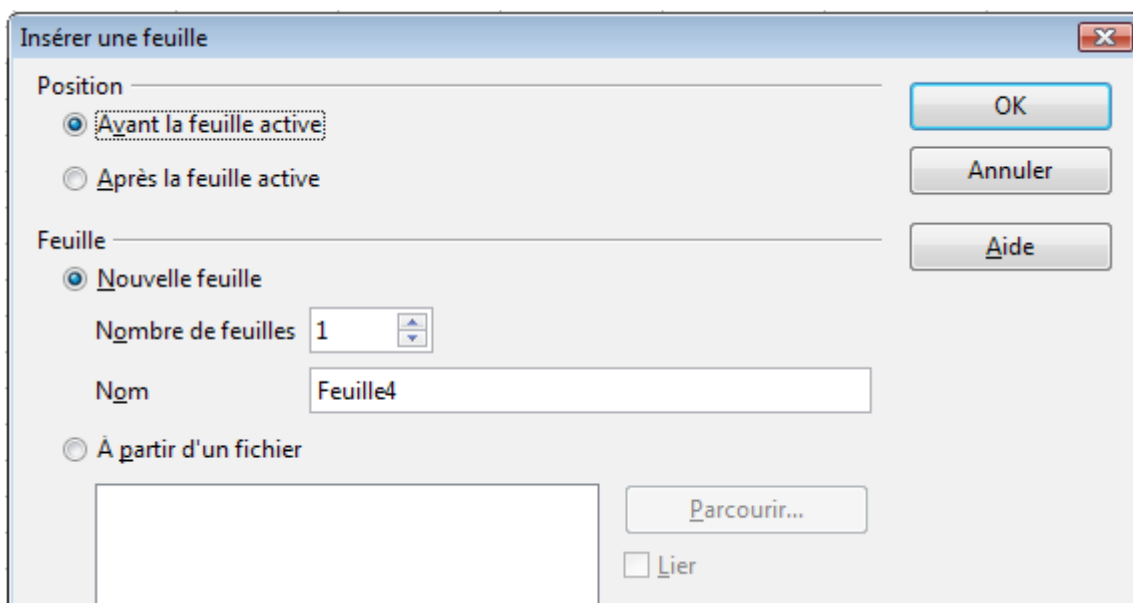 Insérer une feuille
Position
Avant la feuille active
Après la feuille active
OK
Annuler
Aide
Feuille
Nouvelle feuille
Nombre de feuilles 1
Nom Feuille4
À partir d'un fichier
Parcourir...
Lier